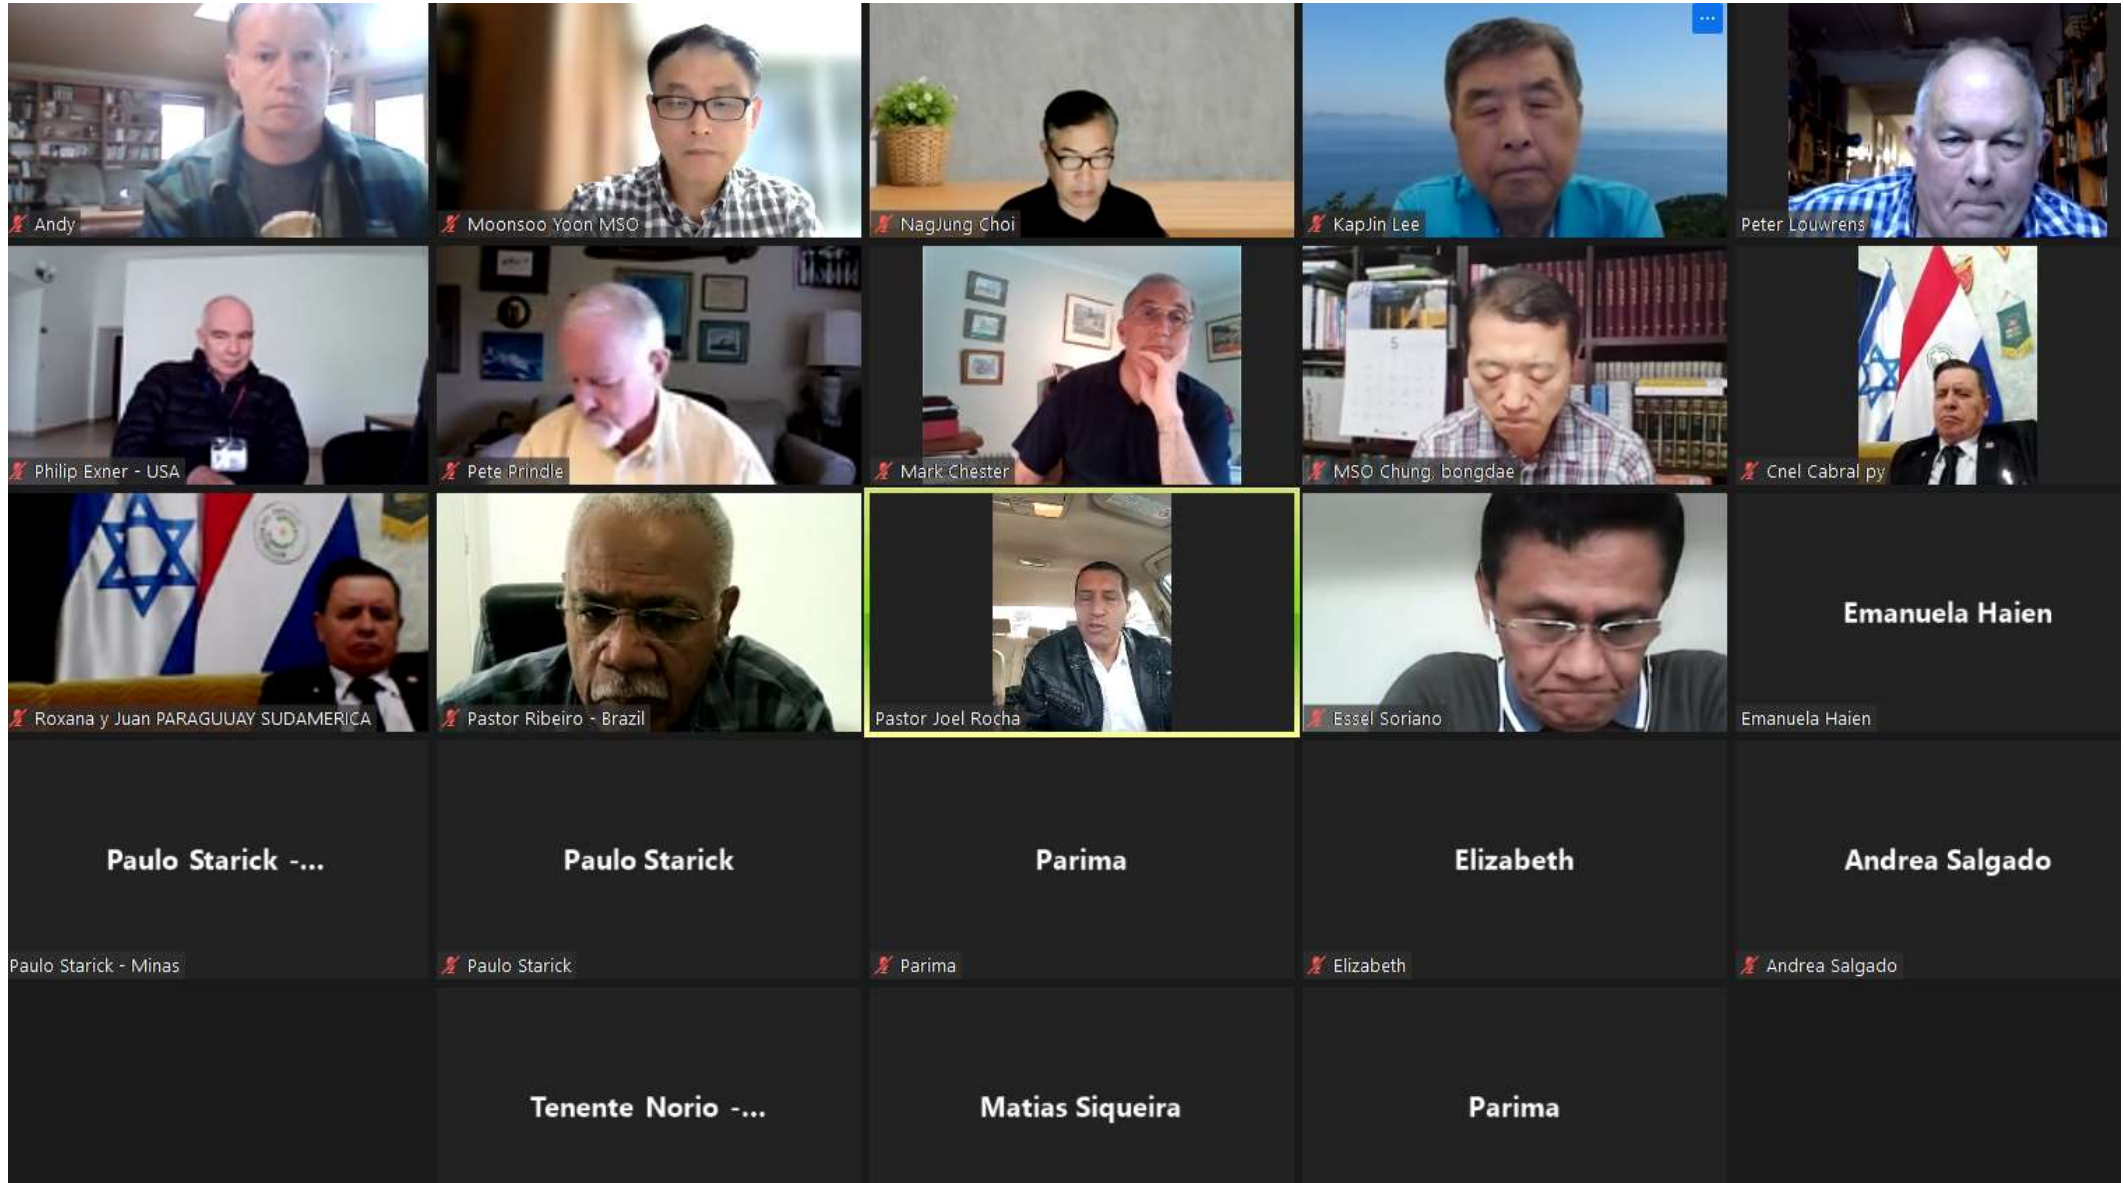 Andy
Moonsoo Yoon MSO
NagJung Choi
KapJin Lee
Peter Louwrens
Philip Exner - USA
Pete Prindle
Mark Chester
MSO Chung, bongdae
Cnel Cabral py
5
Roxana y Juan PARAGUUAY SUDAMERICA
Pastor Ribeiro - Brazil
Pastor Joel Rocha
Essel Soriano
Emanuela Haien
Emanuela Haien
Paulo Starick -...
Paulo Starick
Parima
Elizabeth
Andrea Salgado
Paulo Starick - Minas
Paulo Starick
Parima
Elizabeth
Andrea Salgado
Tenente Norio -...
Matias Siqueira
Parima